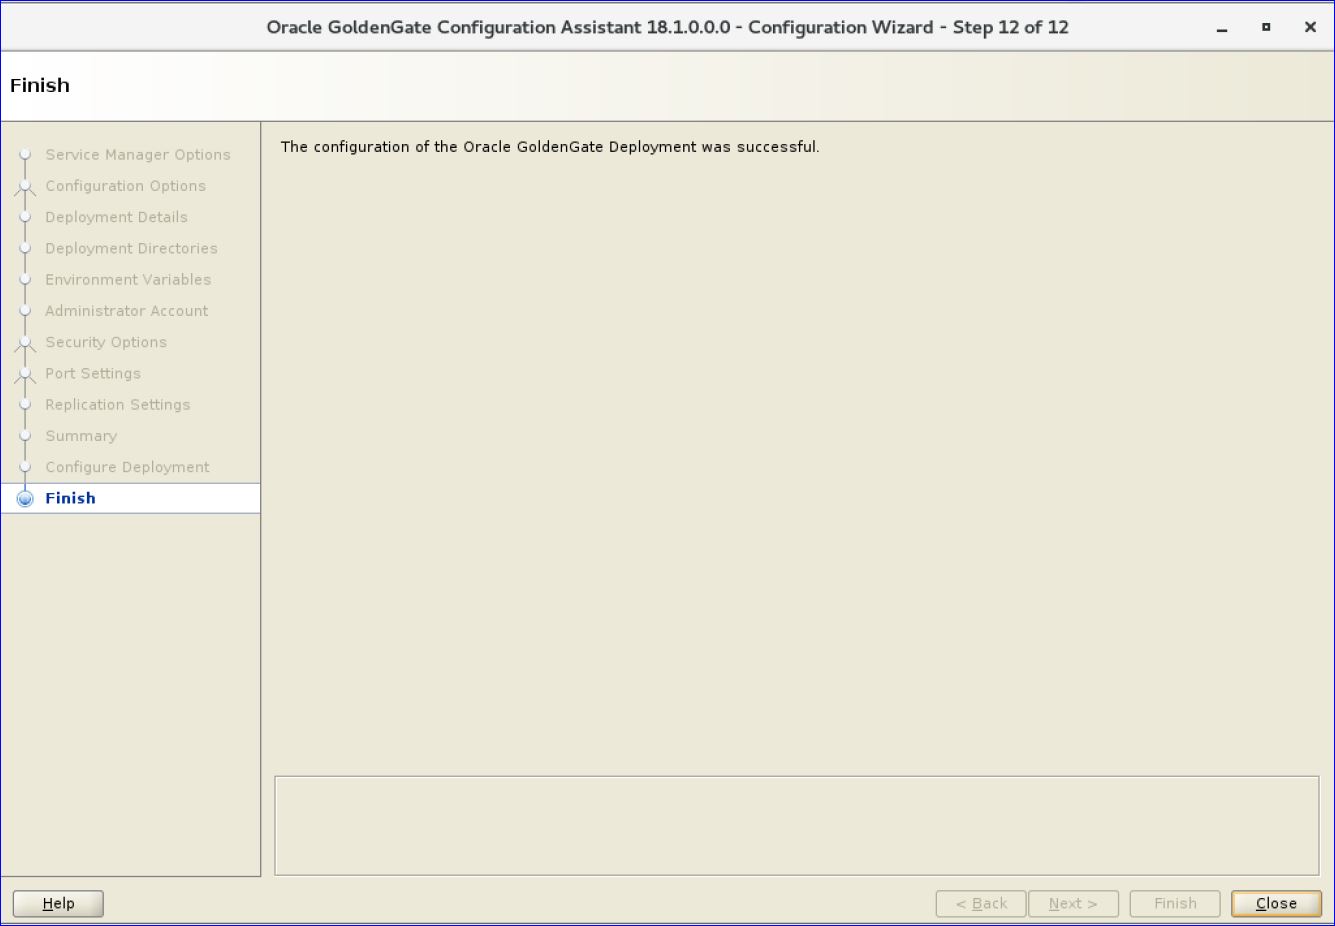 Oracle GoldenGate Configuration Assistant 18.1.0.0.0 - Configuration Wizard - Step 12 of 12
Finish
Service Manager Options
Configuration Options
Deployment Details
Deployment Directories
Environment Variables
Administrator Account
Security Options
Port Settings
Replication Settings
Summary
Configure Deployment
Finish
The configuration of the Oracle GoldenGate Deployment was successful.
Help
< Back
Next >
Finish
Close